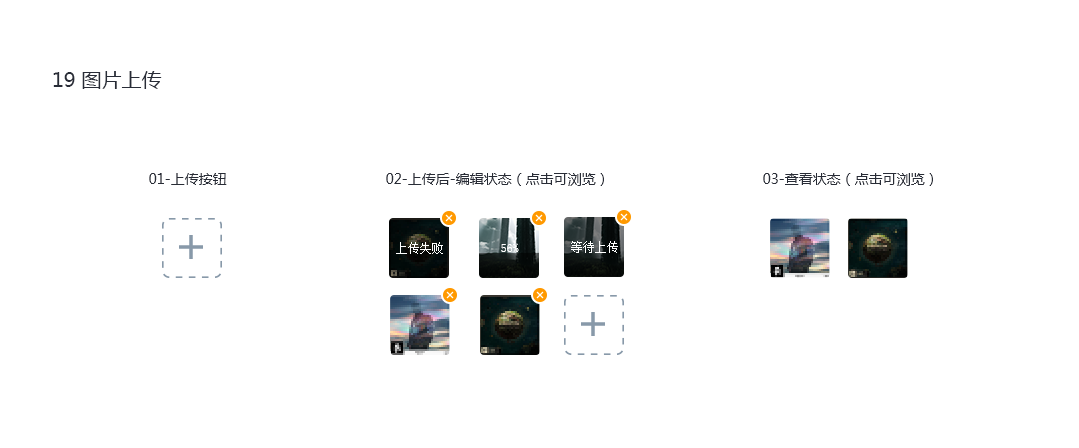 19 图片上传
01-上传按钮
02-上传后-编辑状态（点击可浏览）
03-查看状态（点击可浏览）
上传失败
56%
等待上传